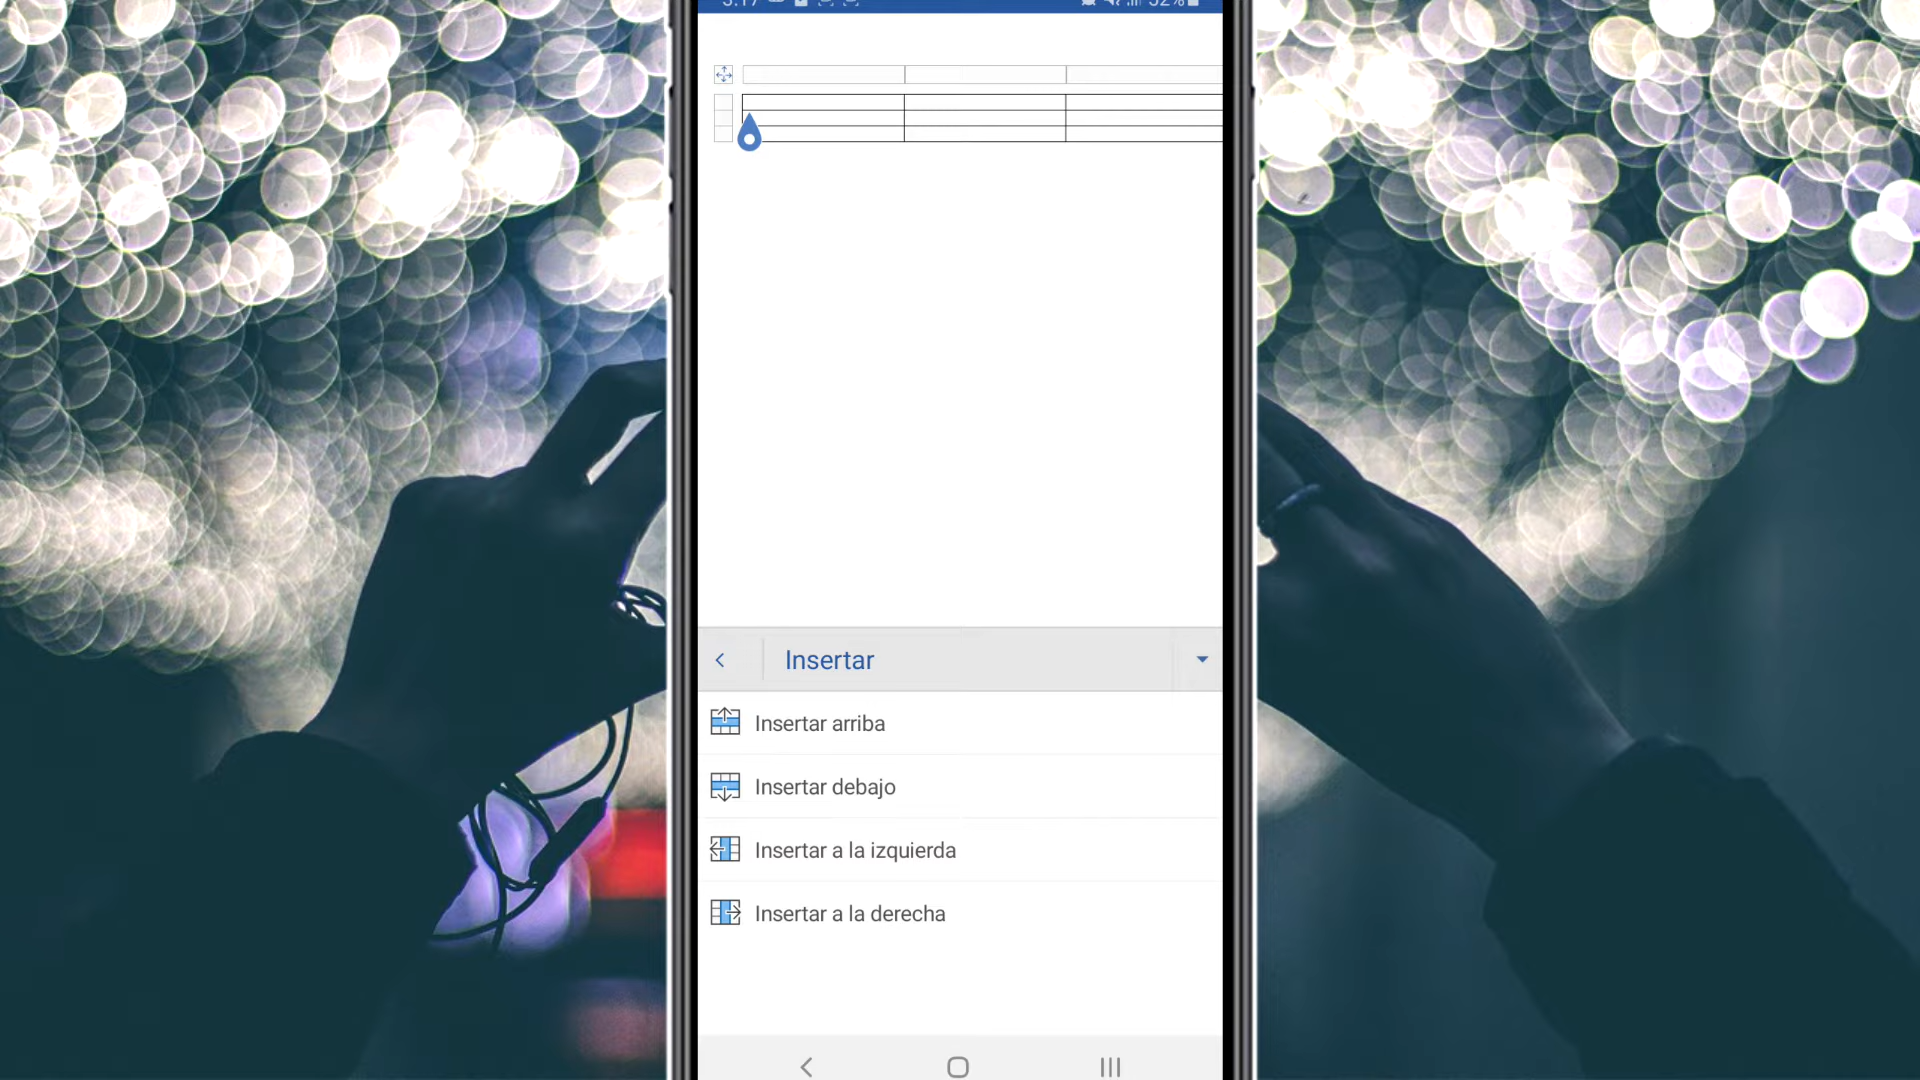 Insertar
Insertar arriba
Insertar debajo
Insertar a la izquierda
Insertar a la derecha